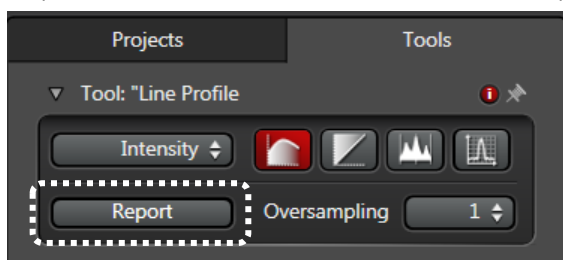 Projects Tools
Tool: "Line Profile
Intensity
Report Oversampling 1